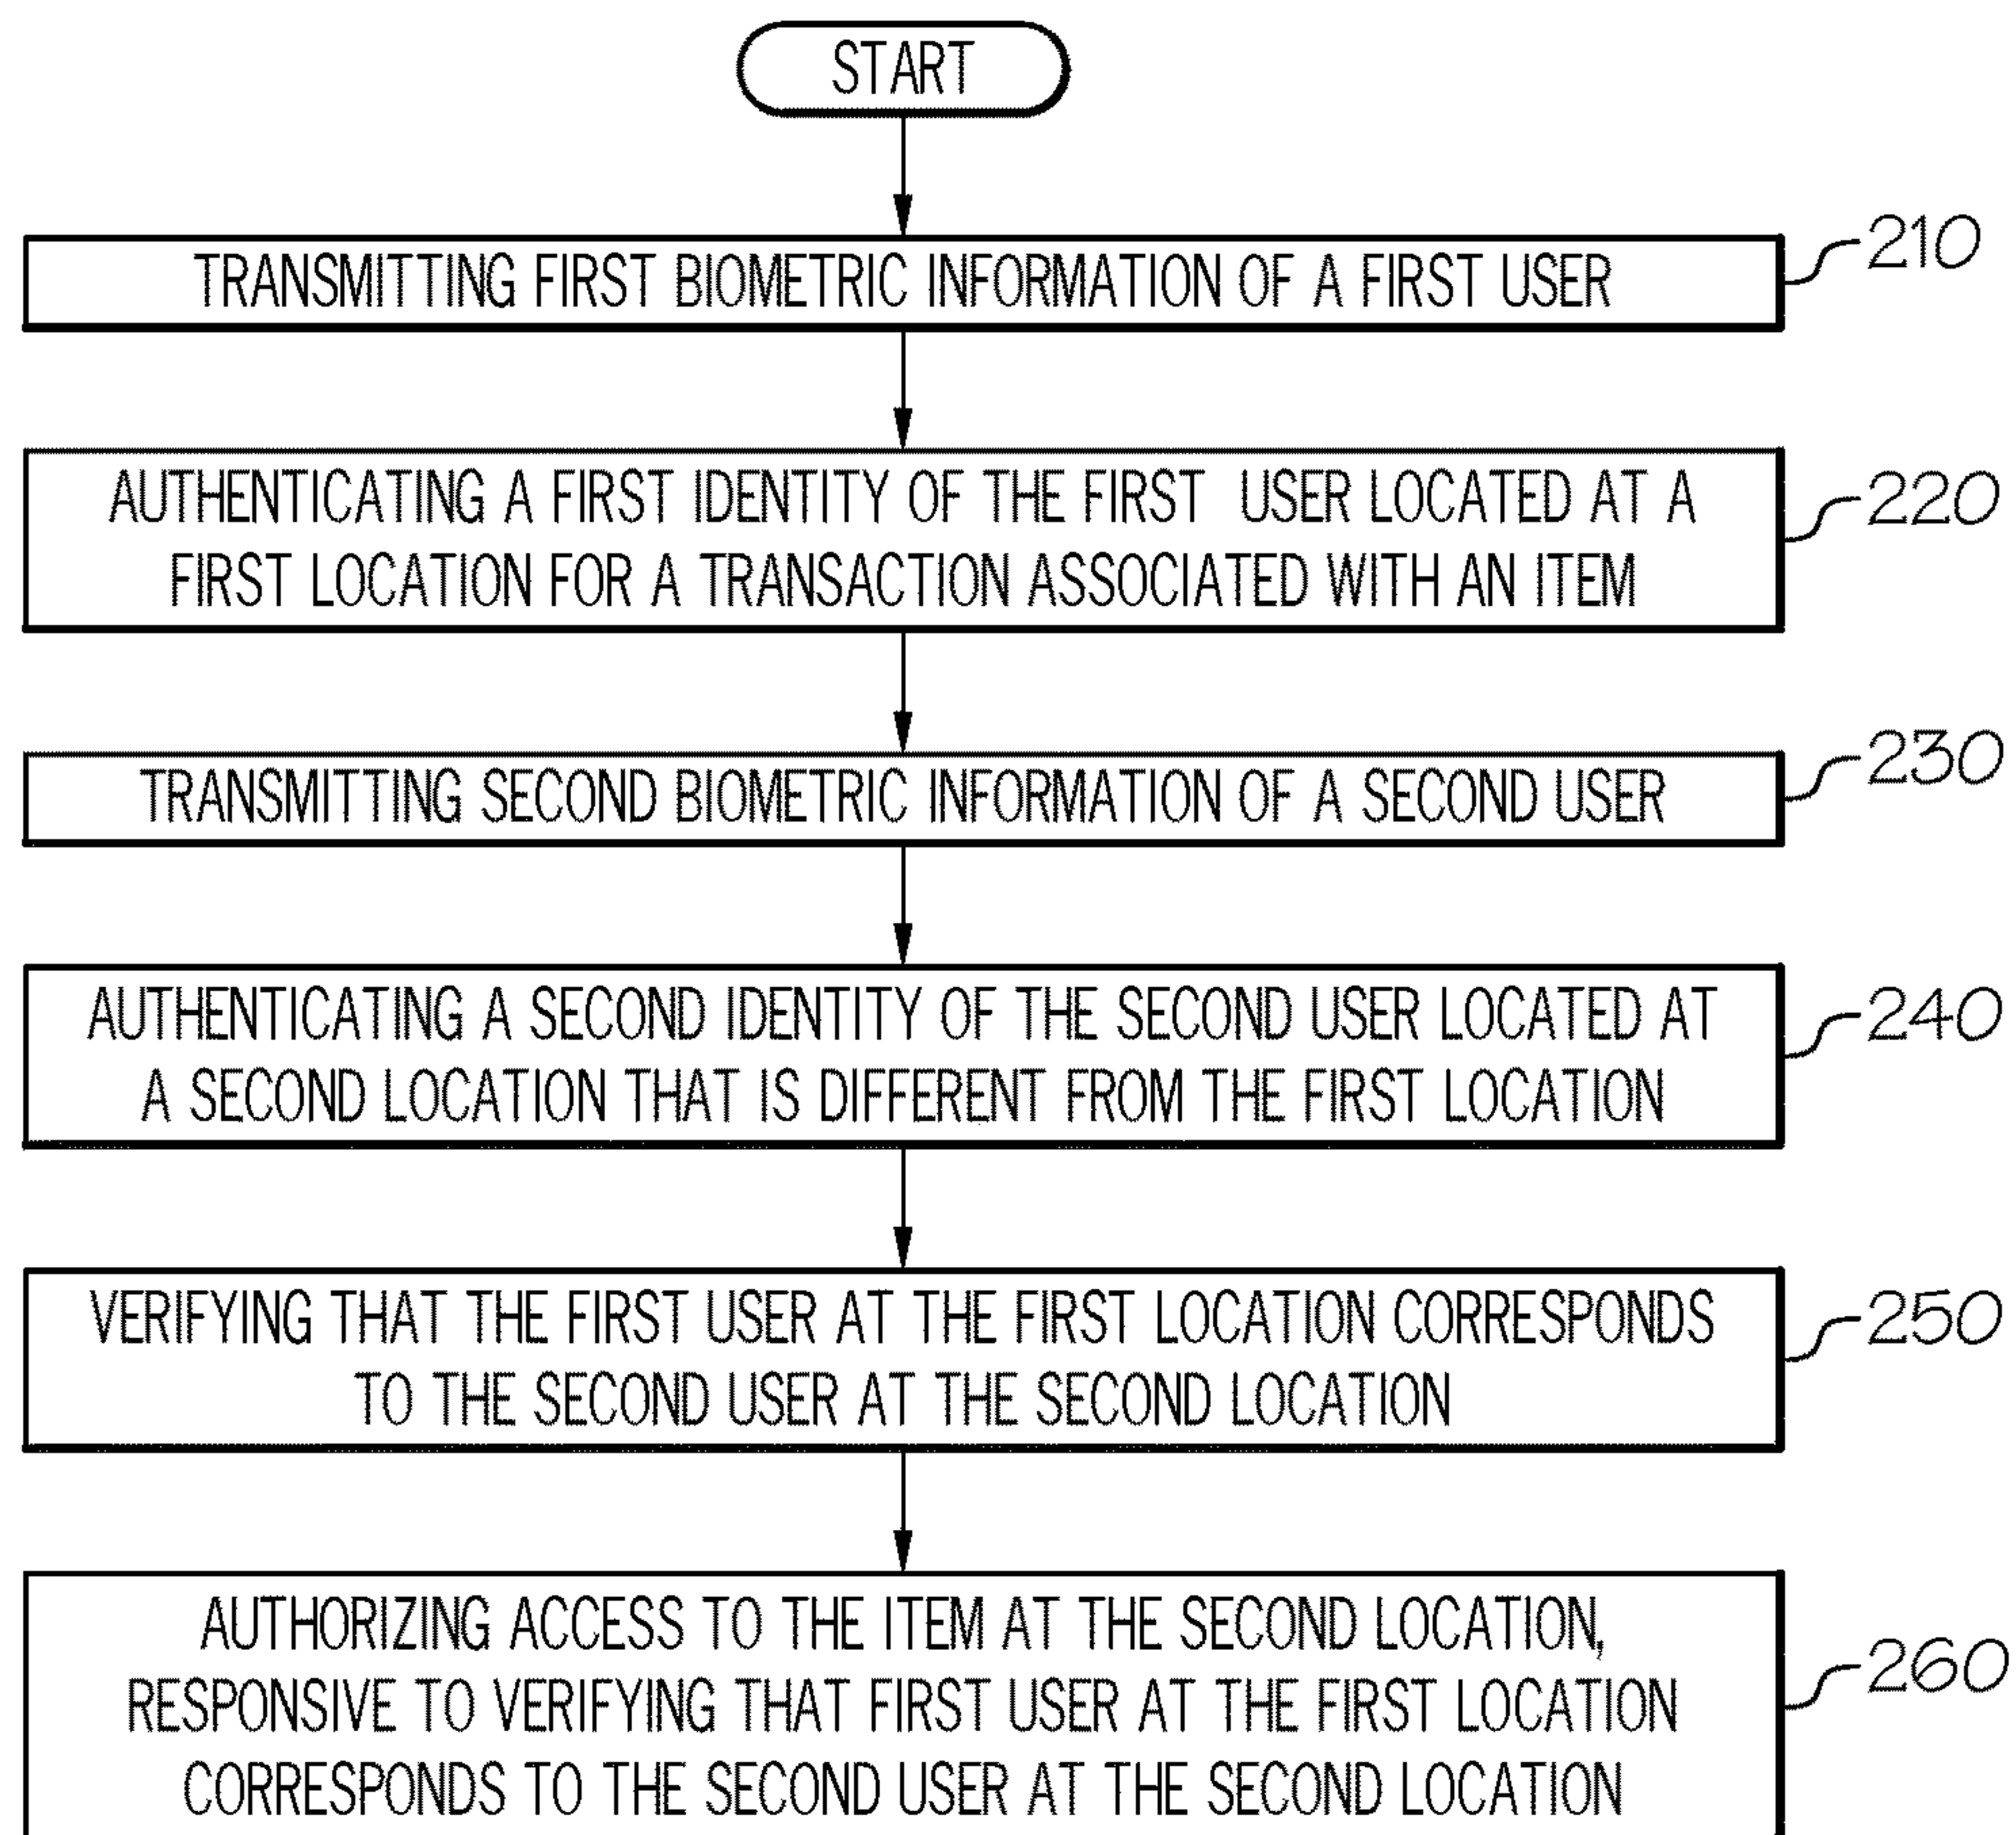 START
TRANSMITTING FIRST BIOMETRIC INFORMATION OF A FIRST USER
210
AUTHENTICATING A FIRST IDENTITY OF THE FIRST USER LOCATED AT A
FIRST LOCATION FOR A TRANSACTION ASSOCIATED WITH AN ITEM
220
TRANSMITTING SECOND BIOMETRIC INFORMATION OF A SECOND USER
230
AUTHENTICATING A SECOND IDENTITY OF THE SECOND USER LOCATED AT
A SECOND LOCATION THAT IS DIFFERENT FROM THE FIRST LOCATION
240
VERIFYING THAT THE FIRST USER AT THE FIRST LOCATION CORRESPONDS
TO THE SECOND USER AT THE SECOND LOCATION
250
AUTHORIZING ACCESS TO THE ITEM AT THE SECOND LOCATION,
RESPONSIVE TO VERIFYING THAT FIRST USER AT THE FIRST LOCATION
CORRESPONDS TO THE SECOND USER AT THE SECOND LOCATION
260